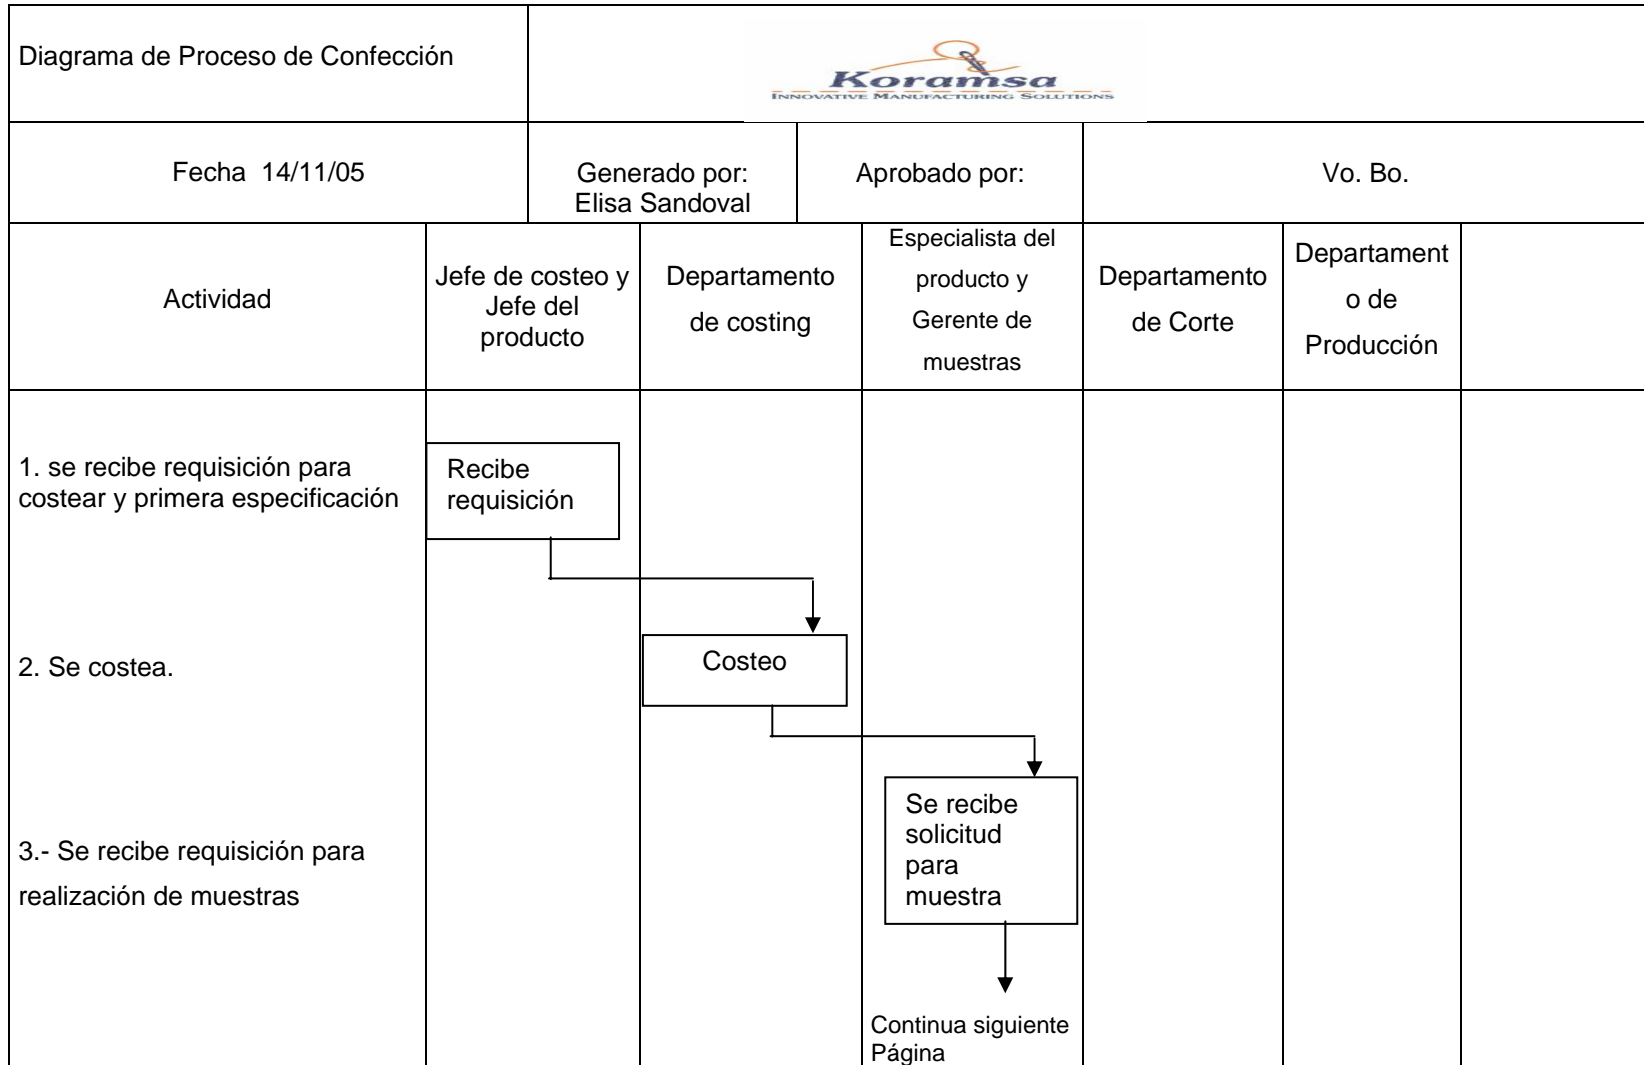 Diagrama de Proceso de Confección
Koramsa
INNOVATIVE MANUFACTURING SOLUTIONS
Fecha 14/11/05
Generado por:
Elisa Sandoval
Aprobado por:
Vo. Bo.
Actividad
Jefe de costeo y
Jefe del
producto
Departamento
de costing
Especialista del
producto y
Gerente de
muestras
Departamento
de Corte
Departament
o de
Producción
1. se recibe requisición para
costear y primera especificación
Recibe
requisición
2. Se costea.
Costeo
3.- Se recibe requisición para
realización de muestras
Se recibe
solicitud
para
muestra
Continua siguiente
Página